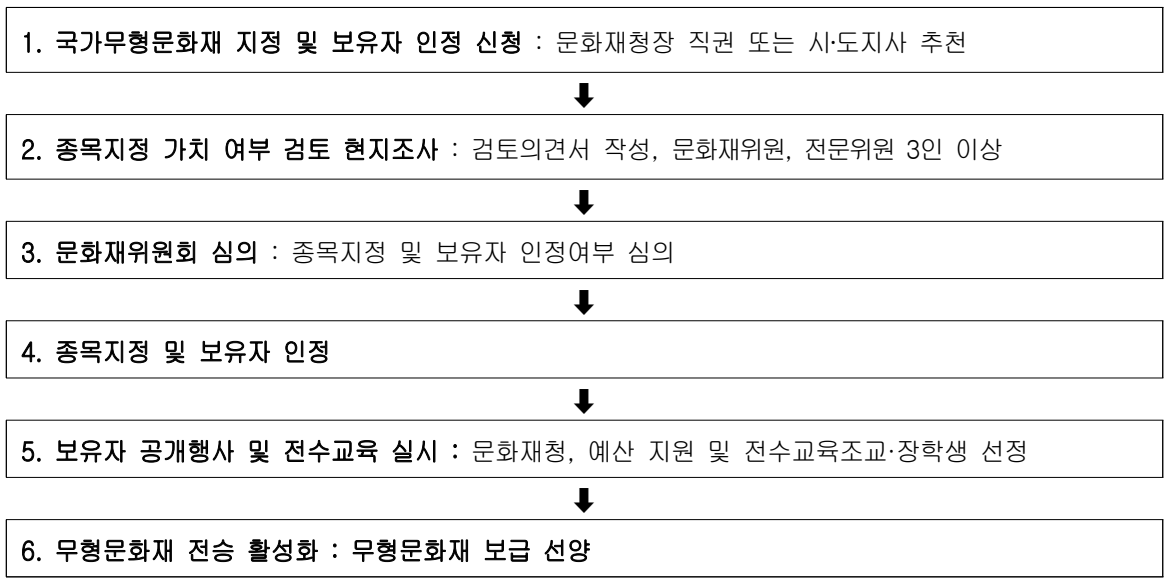 1. 국가무형문화재 지정 및 보유자 인정 신청 : 문화재청장 직권 또는 시·도지사 추천
2. 종목지정 가치 여부 검토 현지조사 : 검토의견서 작성, 문화재위원, 전문위원 3인 이상
3. 문화재위원회 심의 : 종목지정 및 보유자 인정여부 심의
4. 종목지정 및 보유자 인정
5. 보유자 공개행사 및 전수교육 실시 : 문화재청, 예산 지원 및 전수교육조교·장학생 선정
6. 무형문화재 전승 활성화 : 무형문화재 보급 선양